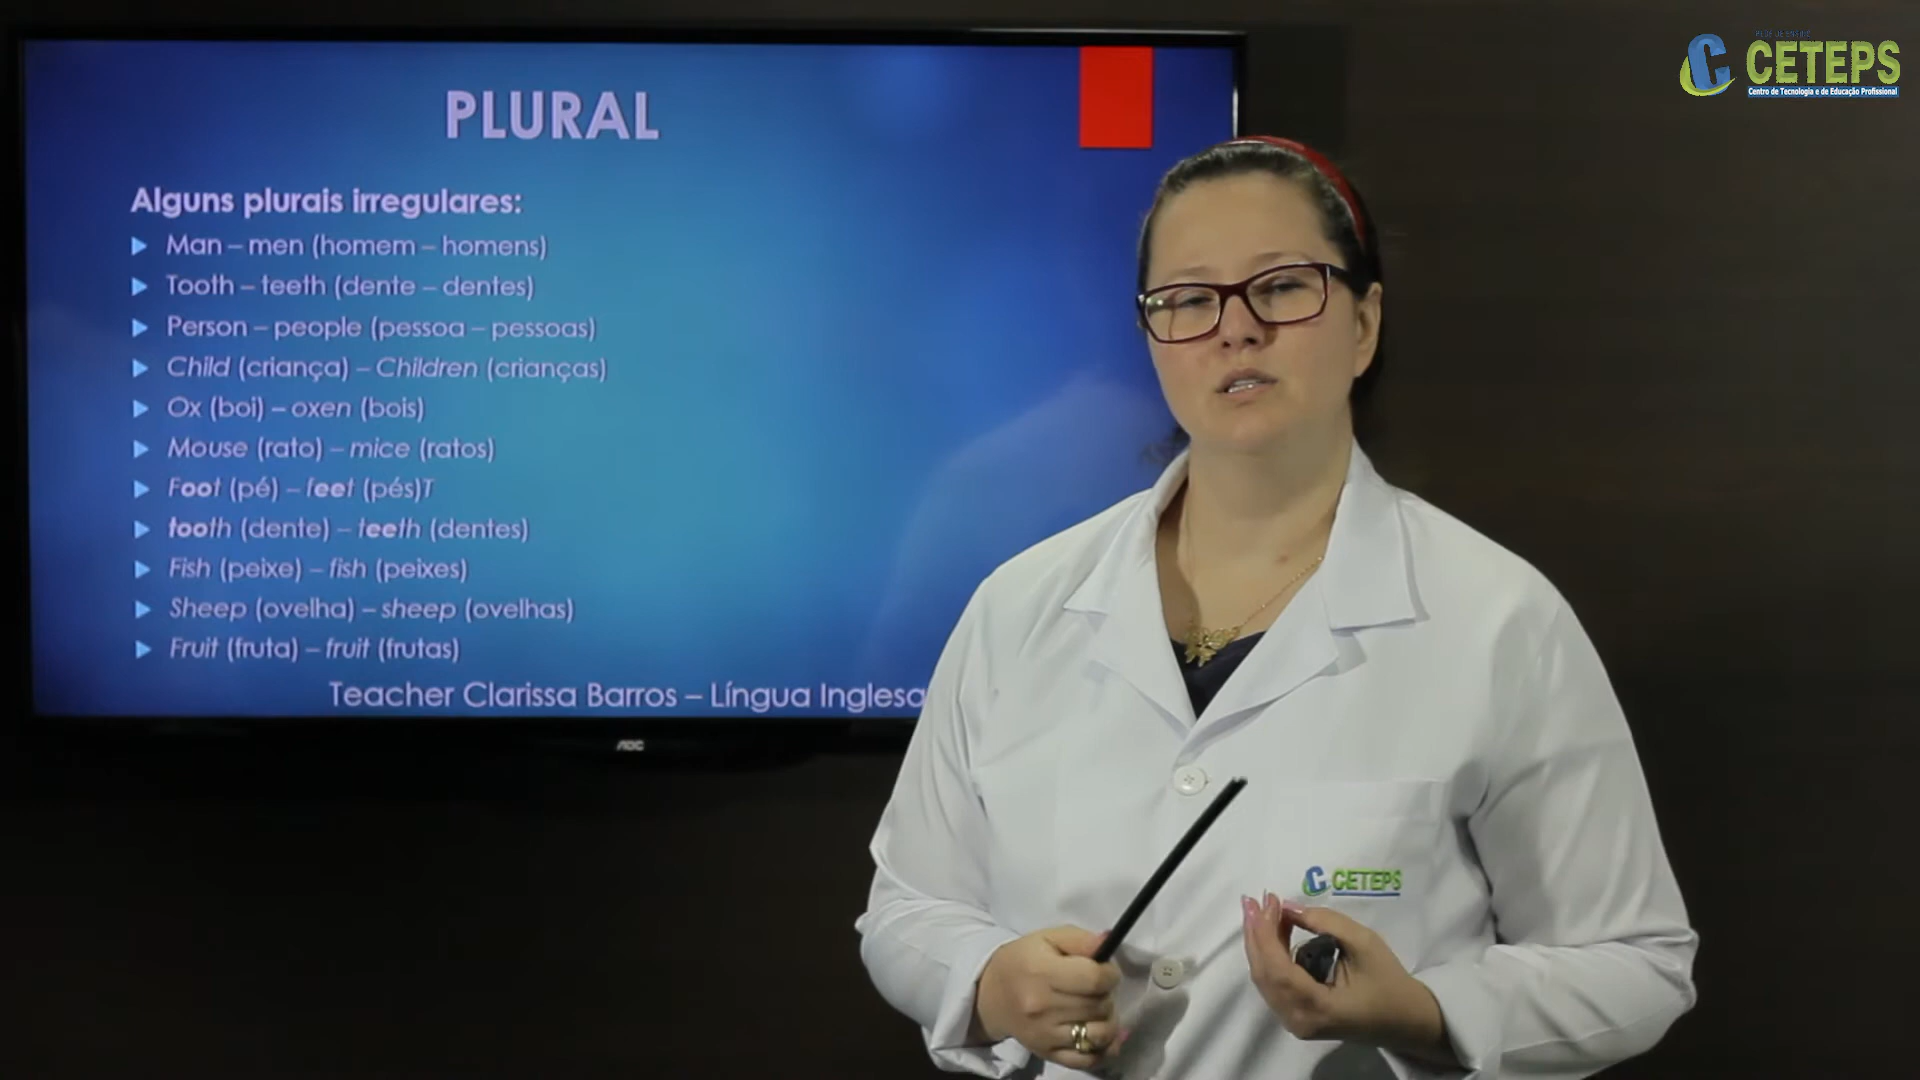 PLURAL
Alguns plurais irregulares:
Man – men (homem – homens)
Tooth – teeth (dente – dentes)
Person – people (pessoa – pessoas)
Child (criança) – Children (crianças)
Ox (boi) – oxen (bois)
Mouse (rato) – mice (ratos)
Foot (pé) – feet (pés)T
tooth (dente) – teeth (dentes)
Fish (peixe) – fish (peixes)
Sheep (ovelha) – sheep (ovelhas)
Fruit (fruta) – fruit (frutas)
Teacher Clarissa Barros – Língua Inglesa
AOC
CETEPS
Centro de Tecnologia e de Educação Profissional
CETEPS